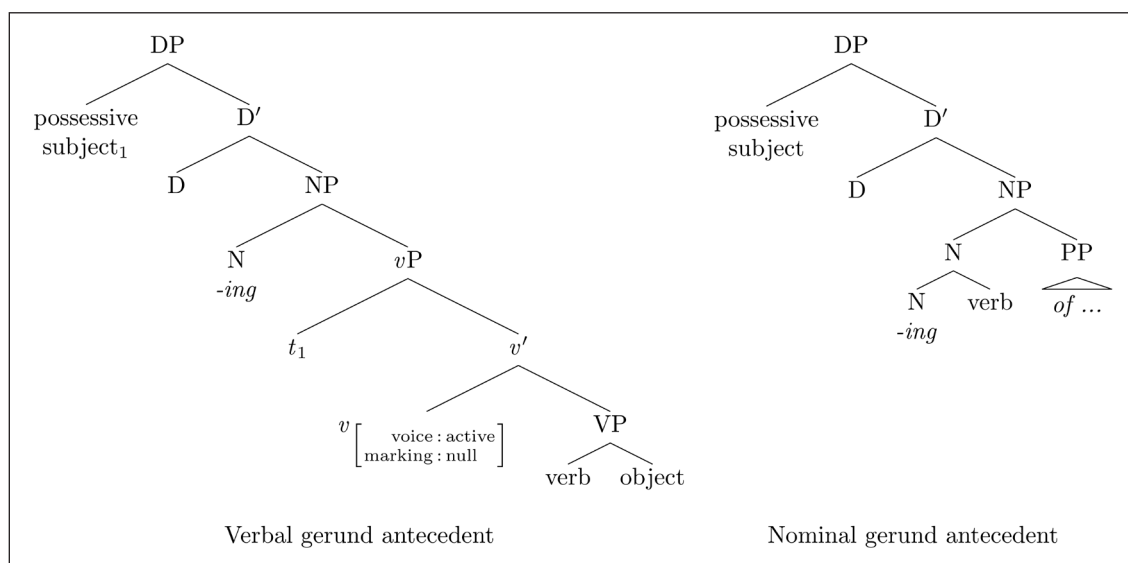 DP
possessive
subject₁
D′
D
NP
N
-ing
vP
t₁
v′
v [ voice : active
marking : null ]
VP
verb
object
Verbal gerund antecedent
DP
possessive
subject
D′
D
NP
N
PP
N
-ing
verb
of ...
Nominal gerund antecedent